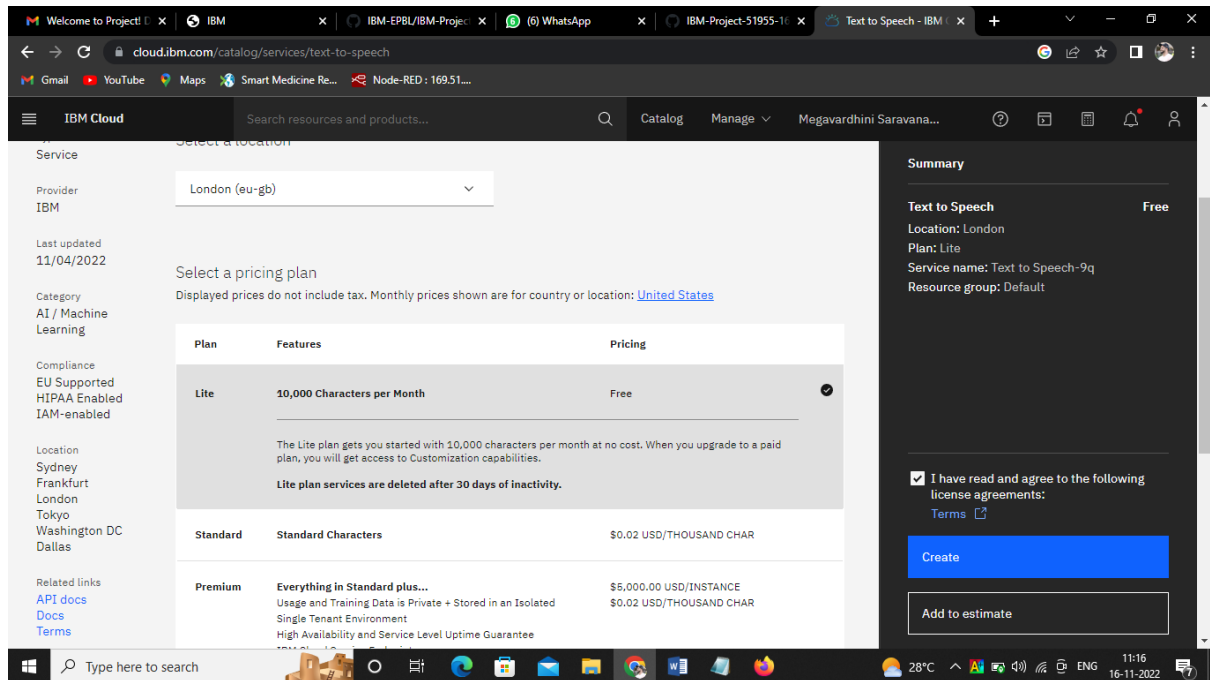 Welcome to Project! D
IBM
IBM-EPBL/IBM-Project
(6) WhatsApp
IBM-Project-51955-16
Text to Speech - IBM C
cloud.ibm.com/catalog/services/text-to-speech
Gmail
YouTube
Maps
Smart Medicine Re...
Node-RED : 169.51....
IBM Cloud
Search resources and products...
Catalog
Manage
Megavardhini Saravana...
Service
Provider
IBM
Last updated
11/04/2022
Category
AI / Machine
Learning
Compliance
EU Supported
HIPAA Enabled
IAM-enabled
Location
Sydney
Frankfurt
London
Tokyo
Washington DC
Dallas
Related links
API docs
Docs
Terms
Select a location
London (eu-gb)
Select a pricing plan
Displayed prices do not include tax. Monthly prices shown are for country or location: United States
Plan Features Pricing
Lite 10,000 Characters per Month Free
The Lite plan gets you started with 10,000 characters per month at no cost. When you upgrade to a paid
plan, you will get access to Customization capabilities.
Lite plan services are deleted after 30 days of inactivity.
Standard Standard Characters $0.02 USD/THOUSAND CHAR
Premium Everything in Standard plus... $5,000.00 USD/INSTANCE
Usage and Training Data is Private + Stored in an Isolated $0.02 USD/THOUSAND CHAR
Single Tenant Environment
High Availability and Service Level Uptime Guarantee
Summary
Text to Speech Free
Location: London
Plan: Lite
Service name: Text to Speech-9q
Resource group: Default
I have read and agree to the following
license agreements:
Terms
Create
Add to estimate
Type here to search
28°C
ENG
11:16
16-11-2022